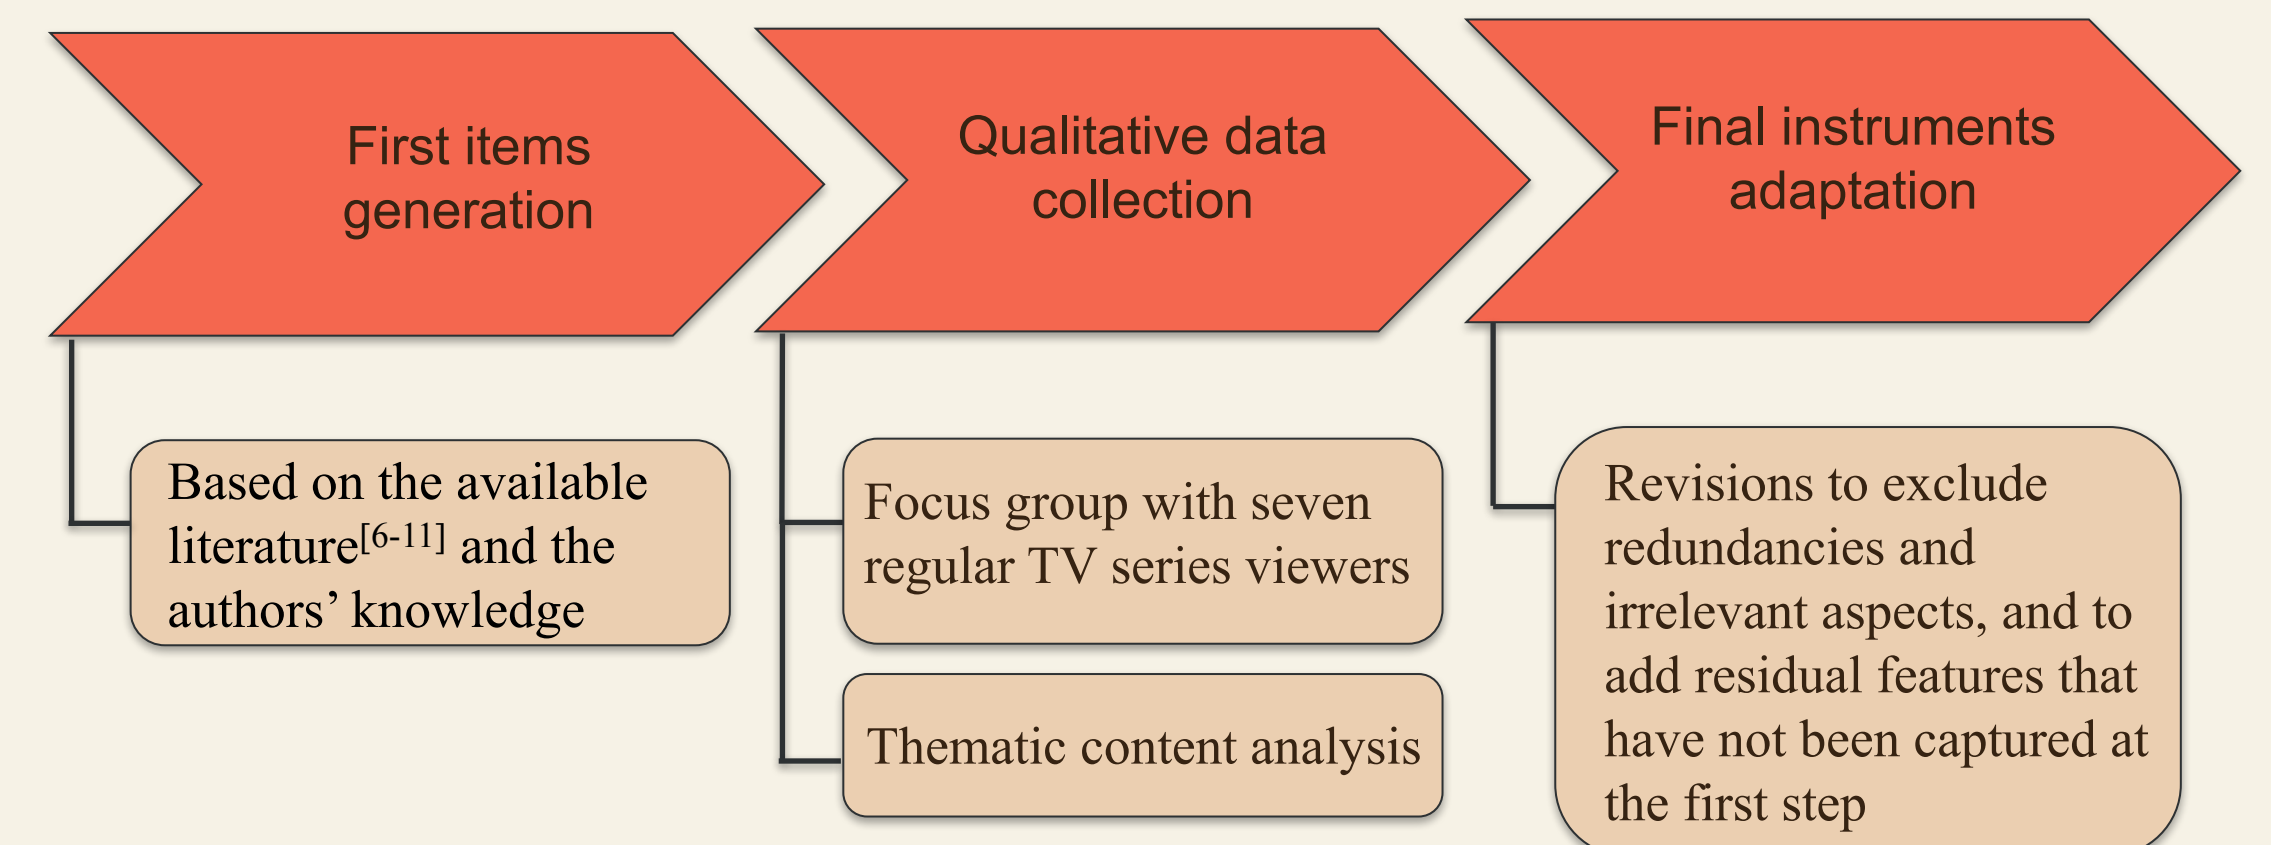 First items
generation
Based on the available
literature[6-11] and the
authors’ knowledge
Qualitative data
collection
Focus group with seven
regular TV series viewers
Thematic content analysis
Final instruments
adaptation
Revisions to exclude
redundancies and
irrelevant aspects, and to
add residual features that
have not been captured at
the first step